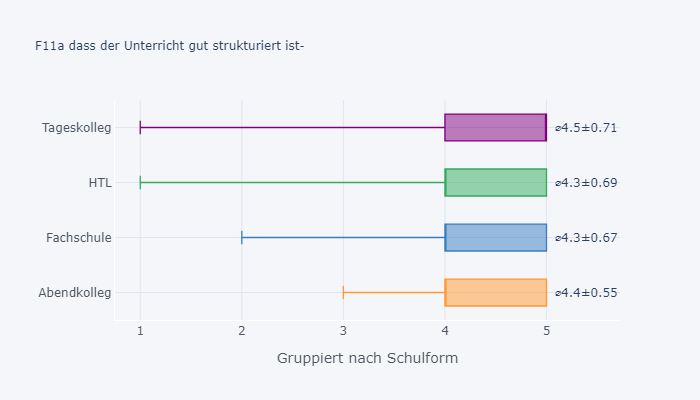 F11a dass der Unterricht gut strukturiert ist-
Tageskolleg
⌀4.5±0.71
HTL
⌀4.3±0.69
Fachschule
⌀4.3±0.67
Abendkolleg
⌀4.4±0.55
1 2 3 4 5
Gruppiert nach Schulform